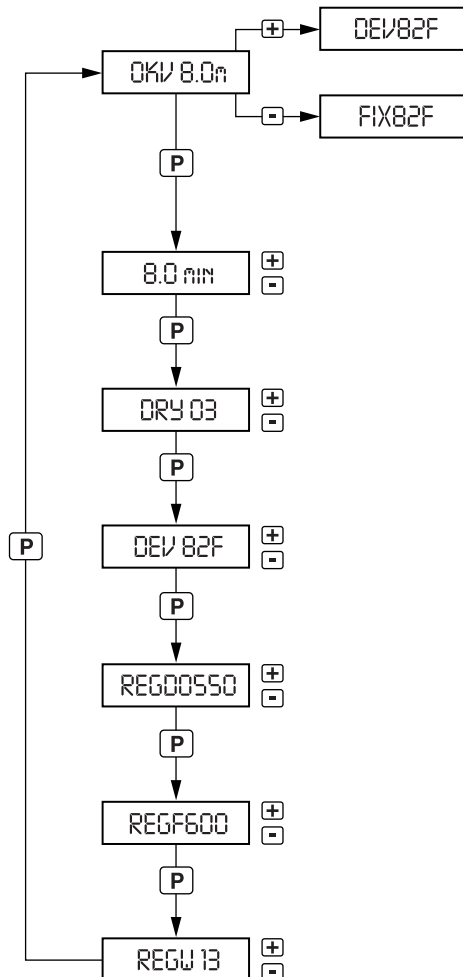 +
DEV82F
OKV 8.0m
-
FIX82F
P
8.0 MIN
+
-
P
DRY 03
+
-
P
DEV 82F
+
-
P
P
REGD0550
+
-
P
REGF600
+
-
P
REGW 13
+
-